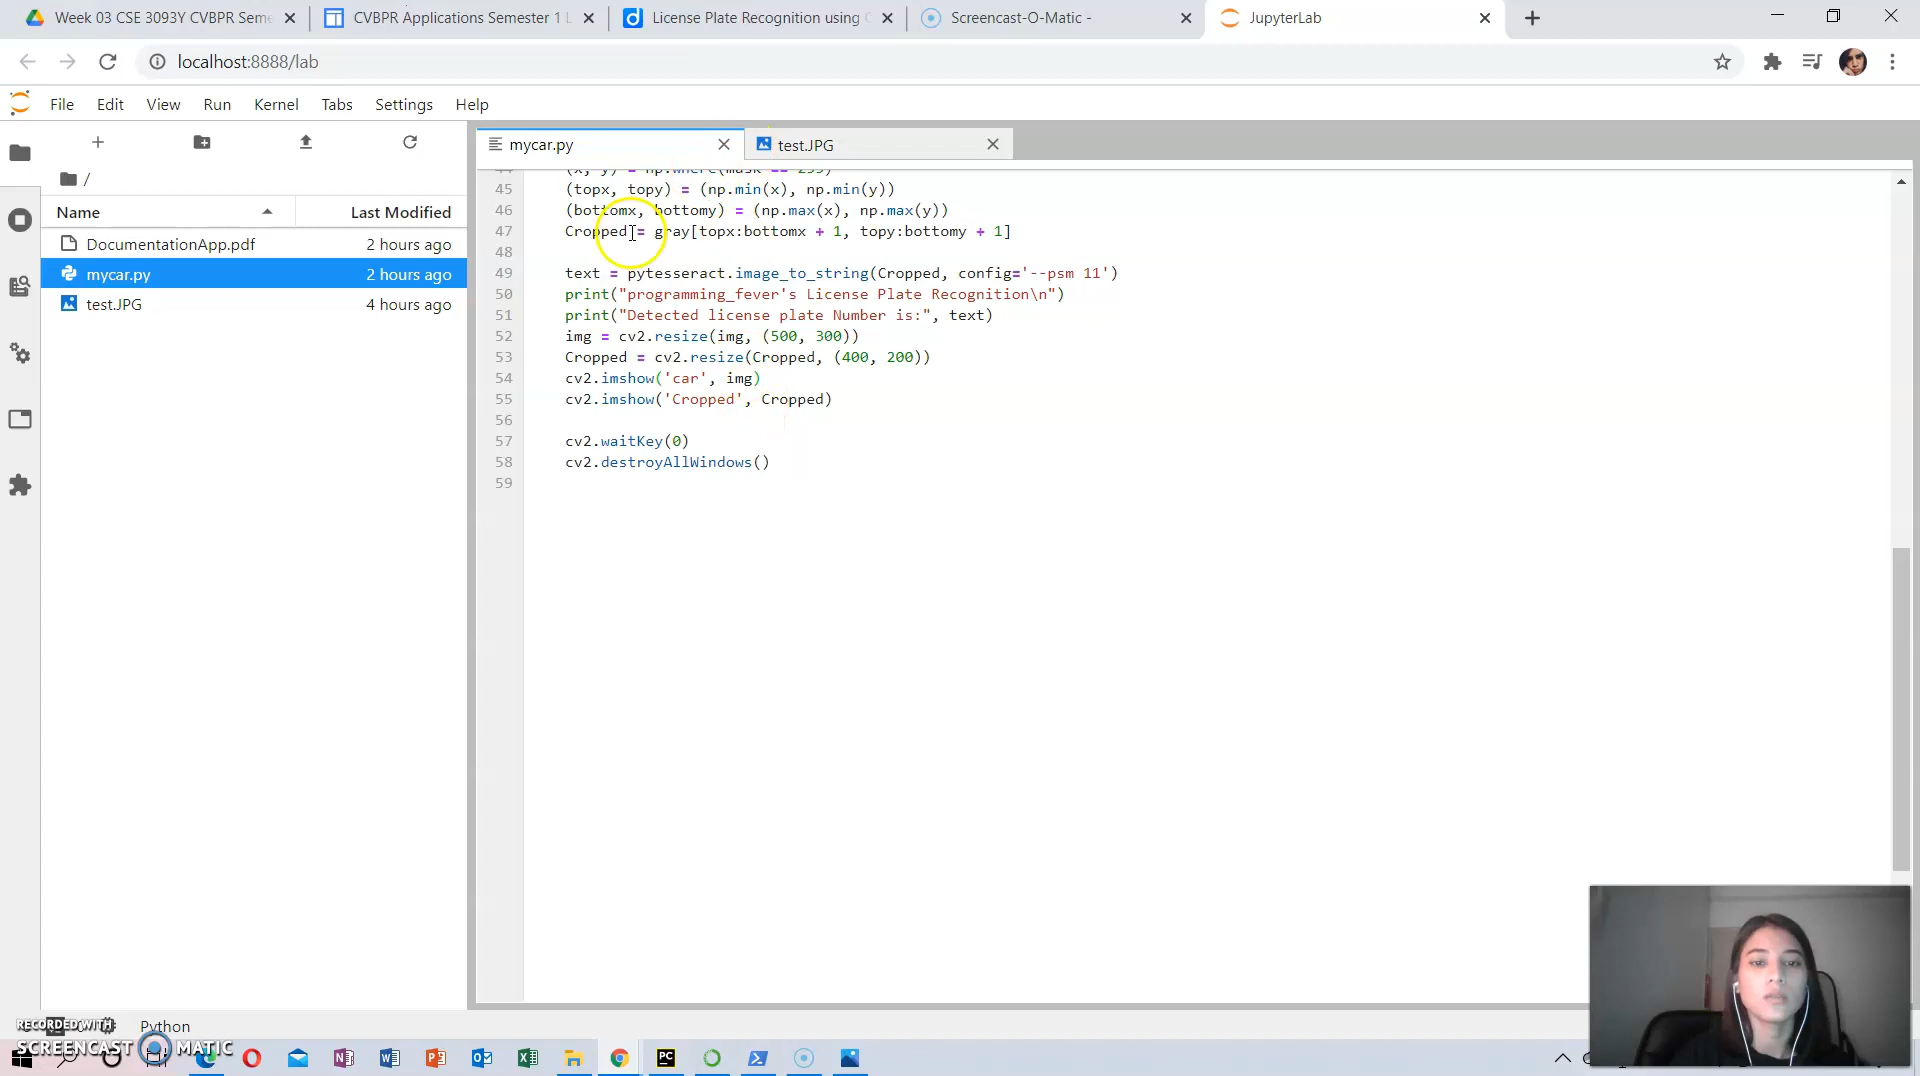 Week 03 CSE 3093Y CVBPR Seme
CVBPR Applications Semester 1 L
License Plate Recognition using
Screencast-O-Matic -
JupyterLab
localhost:8888/lab
File Edit View Run Kernel Tabs Settings Help
mycar.py
test.JPG
/
Name
Last Modified
DocumentationApp.pdf 2 hours ago
mycar.py 2 hours ago
test.JPG 4 hours ago
44 (x, y) = np.where(mask == 255)
45 (topx, topy) = (np.min(x), np.min(y))
46 (bottomx, bottomy) = (np.max(x), np.max(y))
47 Cropped = gray[topx:bottomx + 1, topy:bottomy + 1]
48
49 text = pytesseract.image_to_string(Cropped, config='--psm 11')
50 print("programming_fever's License Plate Recognition\n")
51 print("Detected license plate Number is:", text)
52 img = cv2.resize(img, (500, 300))
53 Cropped = cv2.resize(Cropped, (400, 200))
54 cv2.imshow('car', img)
55 cv2.imshow('Cropped', Cropped)
56
57 cv2.waitKey(0)
58 cv2.destroyAllWindows()
59
Python
RECORDED WITH
SCREENCAST MATIC